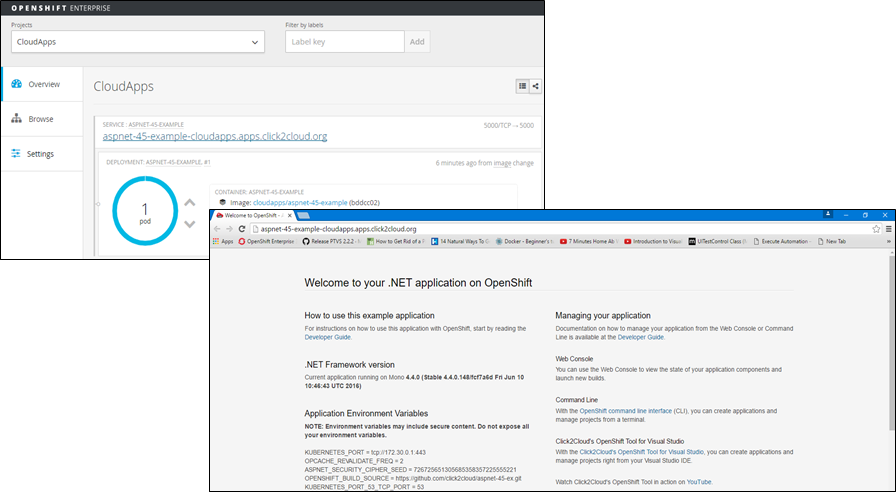 OPENSHIFT ENTERPRISE
Projects
Filter by labels
CloudApps
Label key
Add
Overview
Browse
Settings
CloudApps
SERVICE : ASPNET-45-EXAMPLE
5000/TCP → 5000
aspnet-45-example-cloudapps.apps.click2cloud.org
DEPLOYMENT: ASPNET-45-EXAMPLE, #1
6 minutes ago from image change
1
pod
CONTAINER: ASPNET-45-EXAMPLE
Image: cloudapps/aspnet-45-example (bddcc02)
Welcome to OpenShift - A
aspnet-45-example-cloudapps.apps.click2cloud.org
Apps
OpenShift Enterprise
Release PTVS 2.2.2 -
How to Get Rid of a
14 Natural Ways To G
Docker - Beginner's
7 Minutes Home Ab
Introduction to Visual
UITestControl Class (
Execute Automation -
New Tab
Welcome to your .NET application on OpenShift
How to use this example application
For instructions on how to use this application with OpenShift, start by reading the
Developer Guide.
.NET Framework version
Current application running on Mono 4.4.0 (Stable 4.4.0.148/fcf7a6d Fri Jun 10
10:46:43 UTC 2016)
Application Environment Variables
NOTE: Environment variables may include secure content. Do not expose all
your environment variables.
KUBERNETES_PORT = tcp://172.30.0.1:443
OPCACHE_REVALIDATE_FREQ = 2
OPENSHIFT_BUILD_SOURCE = https://github.com/click2cloud/aspnet-45-ex.git
KUBERNETES_PORT_53_TCP_PORT = 53
Managing your application
Documentation on how to manage your application from the Web Console or Command
Line is available at the Developer Guide.
Web Console
You can use the Web Console to view the state of your application components and
launch new builds.
Command Line
With the OpenShift command line interface (CLI), you can create applications and
manage projects from a terminal.
Click2Cloud's OpenShift Tool for Visual Studio
With the Click2Cloud's OpenShift Tool for Visual Studio, you can create applications and
manage projects right from your Visual Studio IDE.
Watch Click2Cloud's OpenShift Tool in action on YouTube.